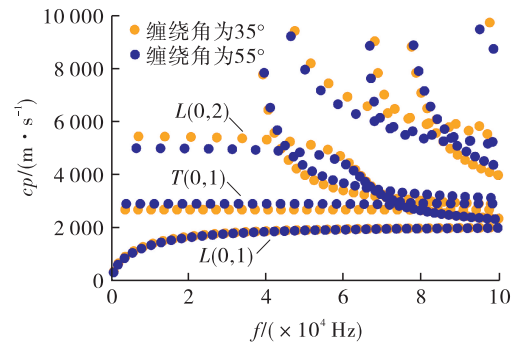 10 000
8 000
6 000
4 000
2 000
0
cp/(m · s⁻¹)
缠绕角为35°
缠绕角为55°
L(0,2)
T(0,1)
L(0,1)
0 2 4 6 8 10
f/( × 10⁴ Hz)